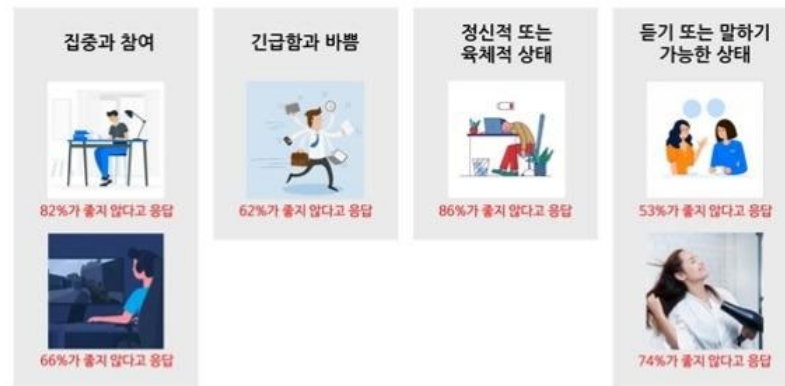 집중과 참여
82%가 좋지 않다고 응답
66%가 좋지 않다고 응답
긴급함과 바쁨
62%가 좋지 않다고 응답
정신적 또는
육체적 상태
86%가 좋지 않다고 응답
듣기 또는 말하기
가능한 상태
53%가 좋지 않다고 응답
74%가 좋지 않다고 응답